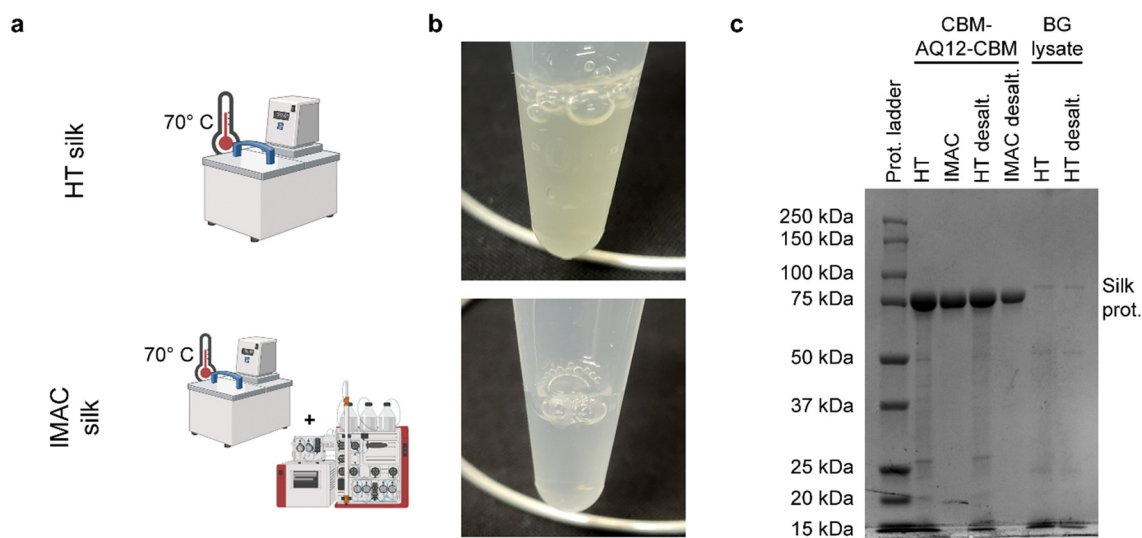 a
b
c
HT silk
70° C
IMAC
silk
70° C
+
CBM-
AQ12-CBM
BG
lysate
Prot. ladder
HT
IMAC
HT desalt.
IMAC desalt.
HT
HT desalt.
250 kDa
150 kDa
100 kDa
75 kDa
50 kDa
37 kDa
25 kDa
20 kDa
15 kDa
Silk
prot.